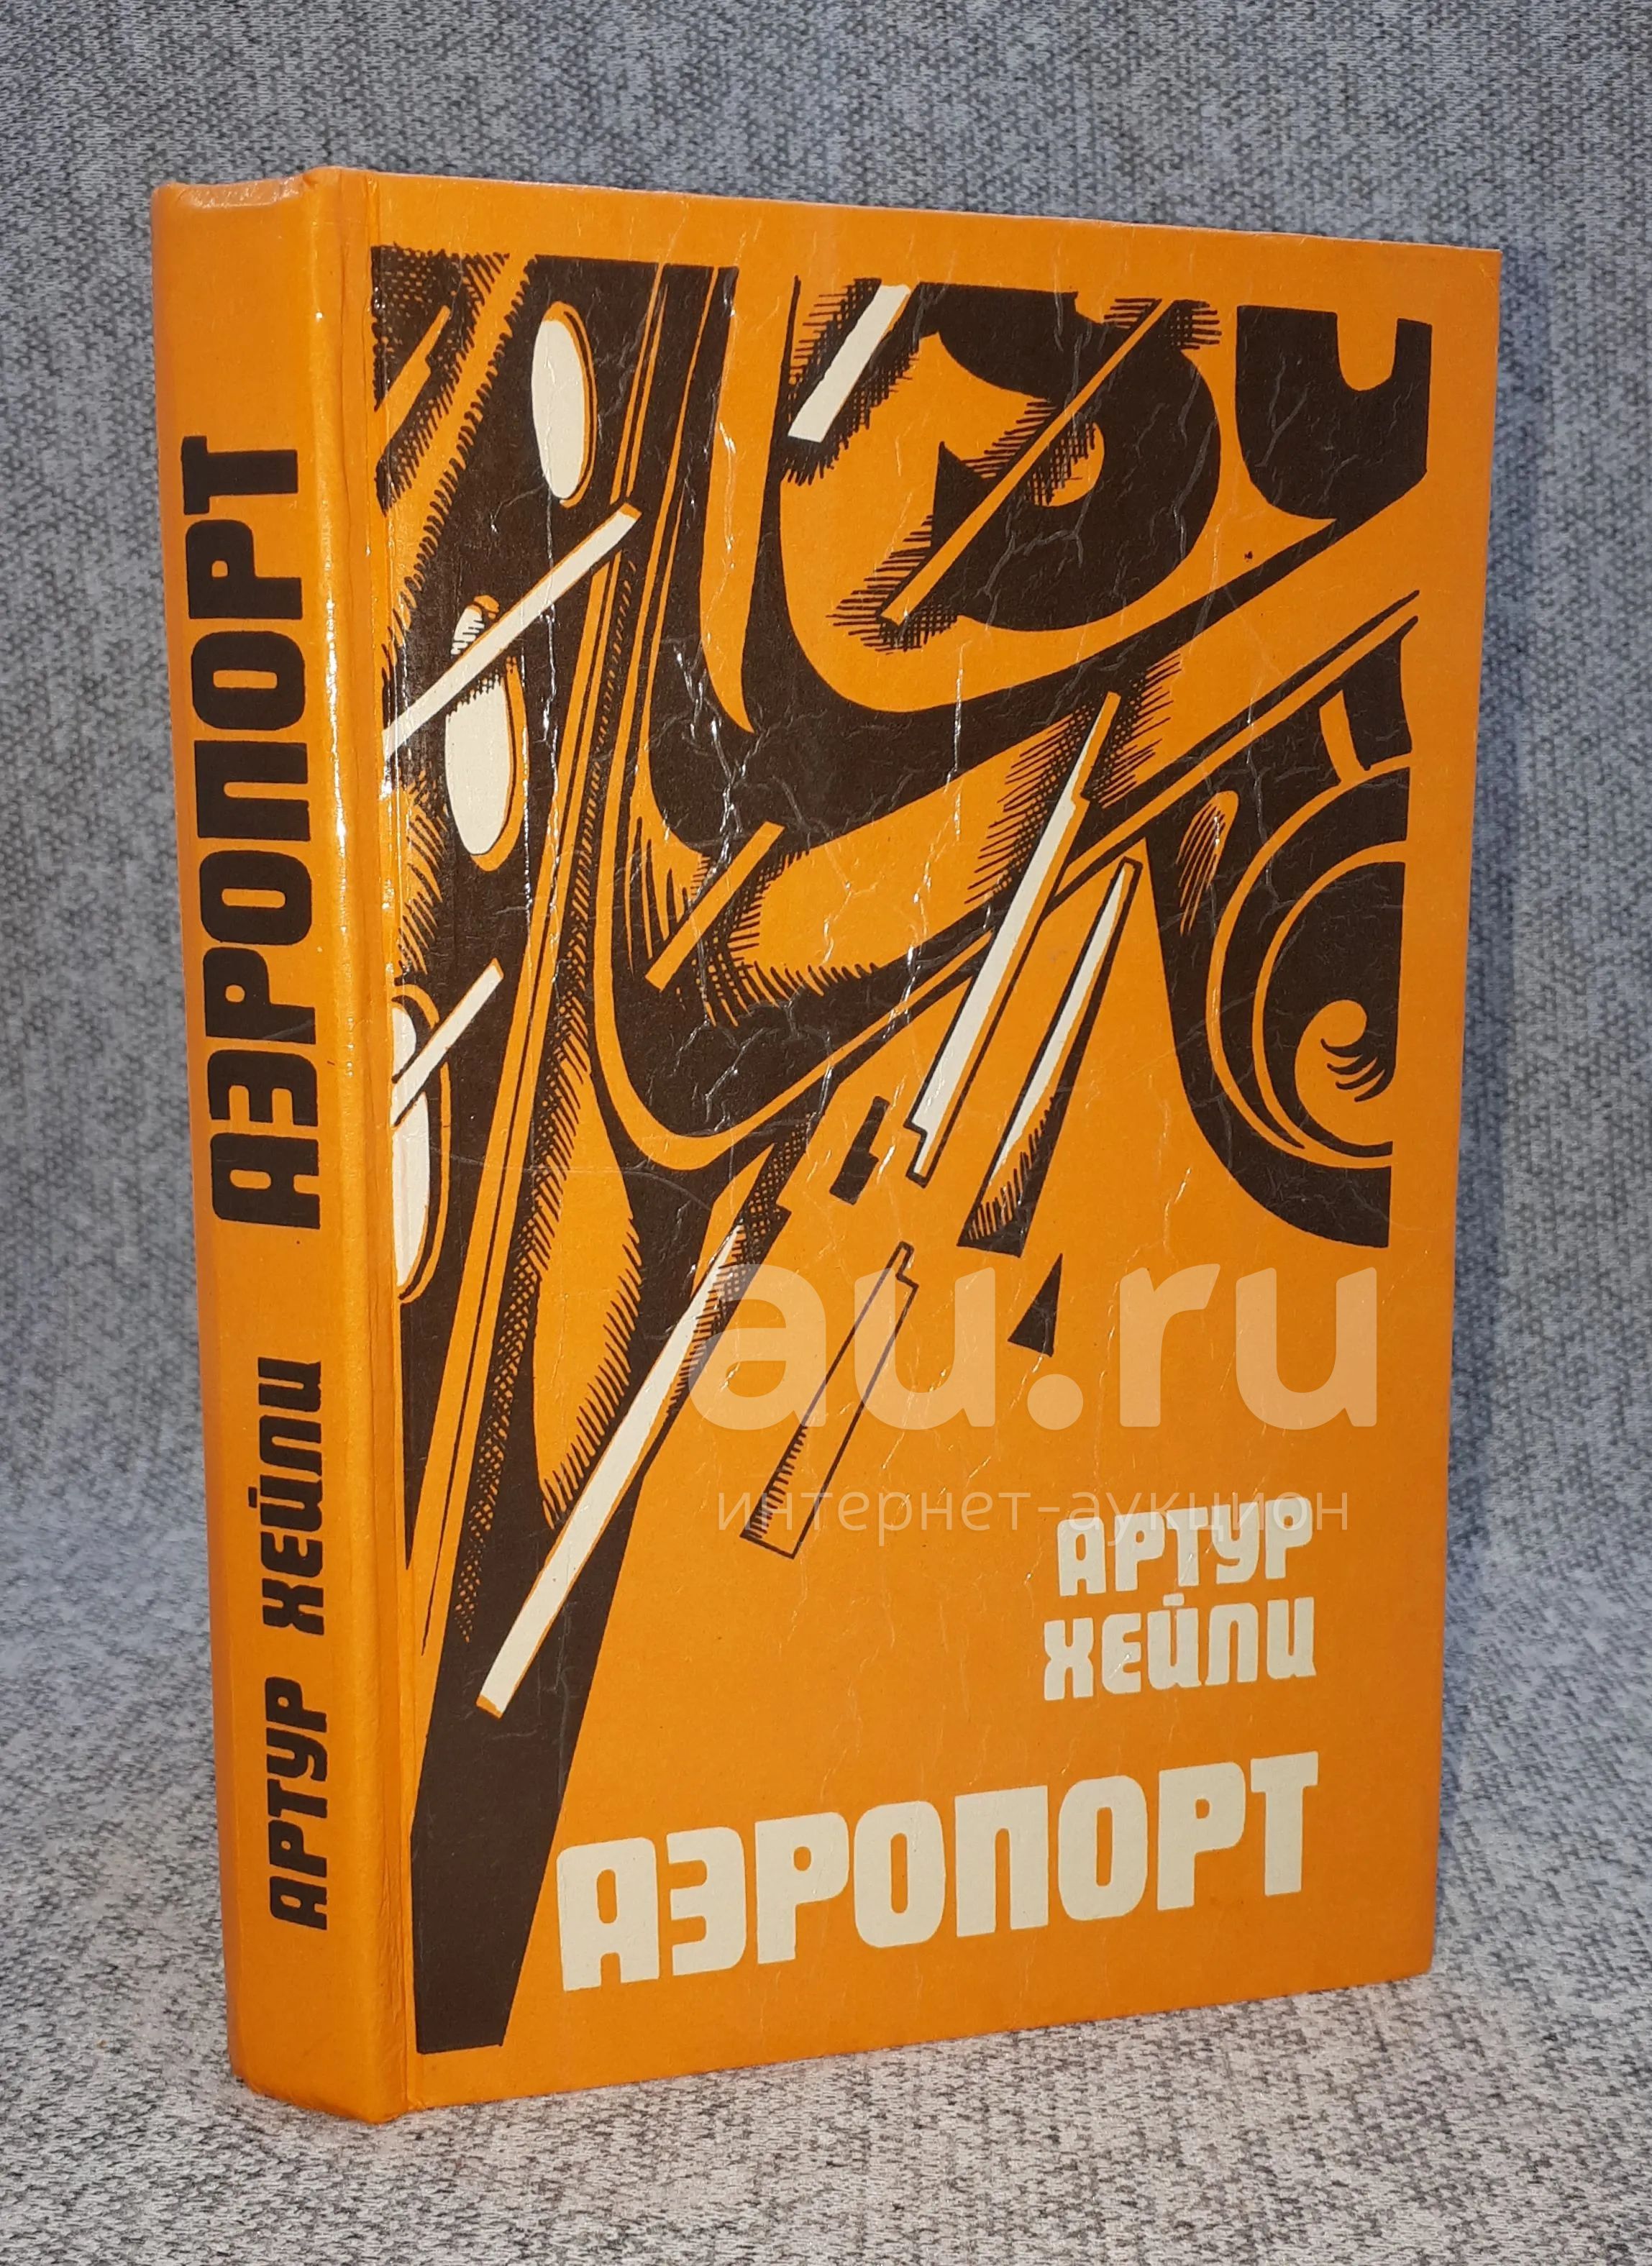 АРТУР ХЕЙЛИ АЭРОПОРТ
au.ru
интернет-аукцион
АРТУР
ХЕЙЛИ
АЭРОПОРТ